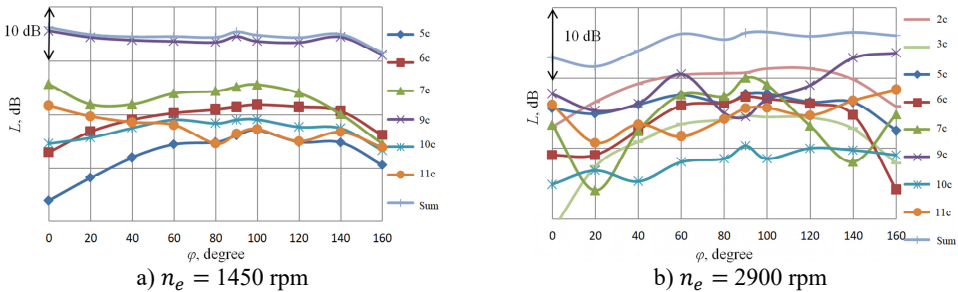 10 dB
L, dB
0 20 40 60 80 100 120 140 160
φ, degree
5c
6c
7c
9c
10c
11c
Sum
a) nₑ = 1450 rpm
10 dB
L, dB
0 20 40 60 80 100 120 140 160
φ, degree
2c
3c
5c
6c
7c
9c
10c
11c
Sum
b) nₑ = 2900 rpm